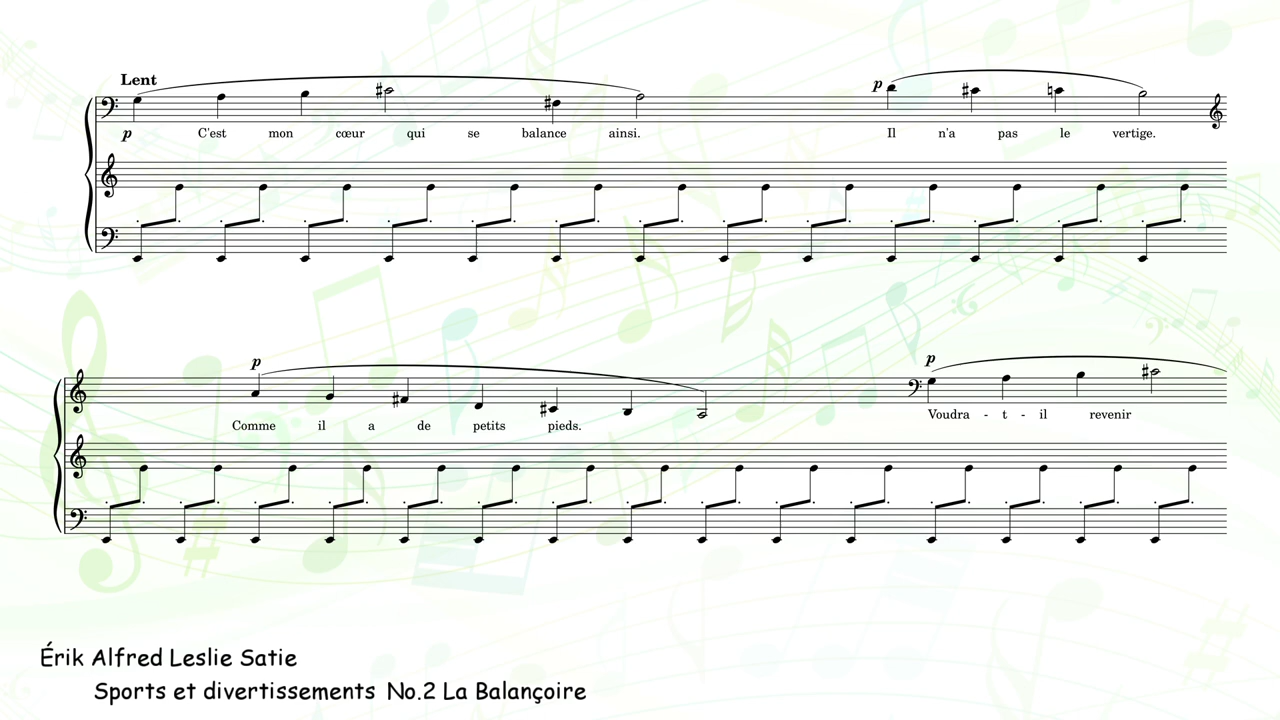 Lent
p
p C'est mon cœur qui se balance ainsi. Il n'a pas le vertige.
p
p
Comme il a de petits pieds. Voudra - t - il revenir
Érik Alfred Leslie Satie
Sports et divertissements No.2 La Balançoire